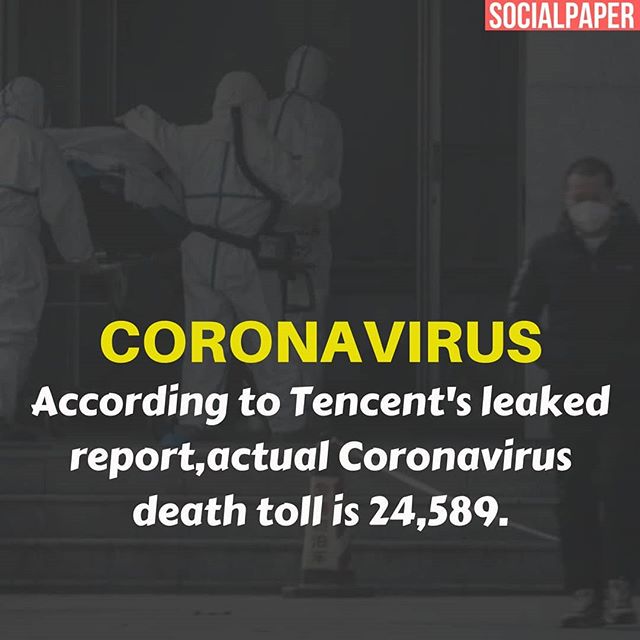 SOCIALPAPER
CORONAVIRUS
According to Tencent's leaked
report,actual Coronavirus
death toll is 24,589.